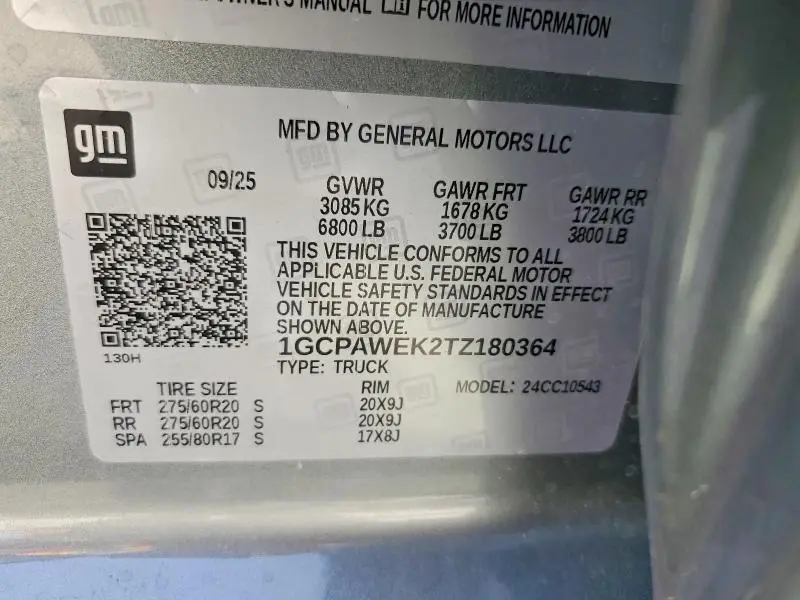 OWNER'S MANUAL FOR MORE INFORMATION
gm
MFD BY GENERAL MOTORS LLC
09/25 GVWR GAWR FRT GAWR RR
3085 KG 1678 KG 1724 KG
6800 LB 3700 LB 3800 LB
THIS VEHICLE CONFORMS TO ALL
APPLICABLE U.S. FEDERAL MOTOR
VEHICLE SAFETY STANDARDS IN EFFECT
ON THE DATE OF MANUFACTURE
SHOWN ABOVE.
130H
1GCPAWEK2TZ180364
TYPE: TRUCK
TIRE SIZE RIM MODEL: 24CC10543
FRT 275/60R20 S 20X9J
RR 275/60R20 S 20X9J
SPA 255/80R17 S 17X8J